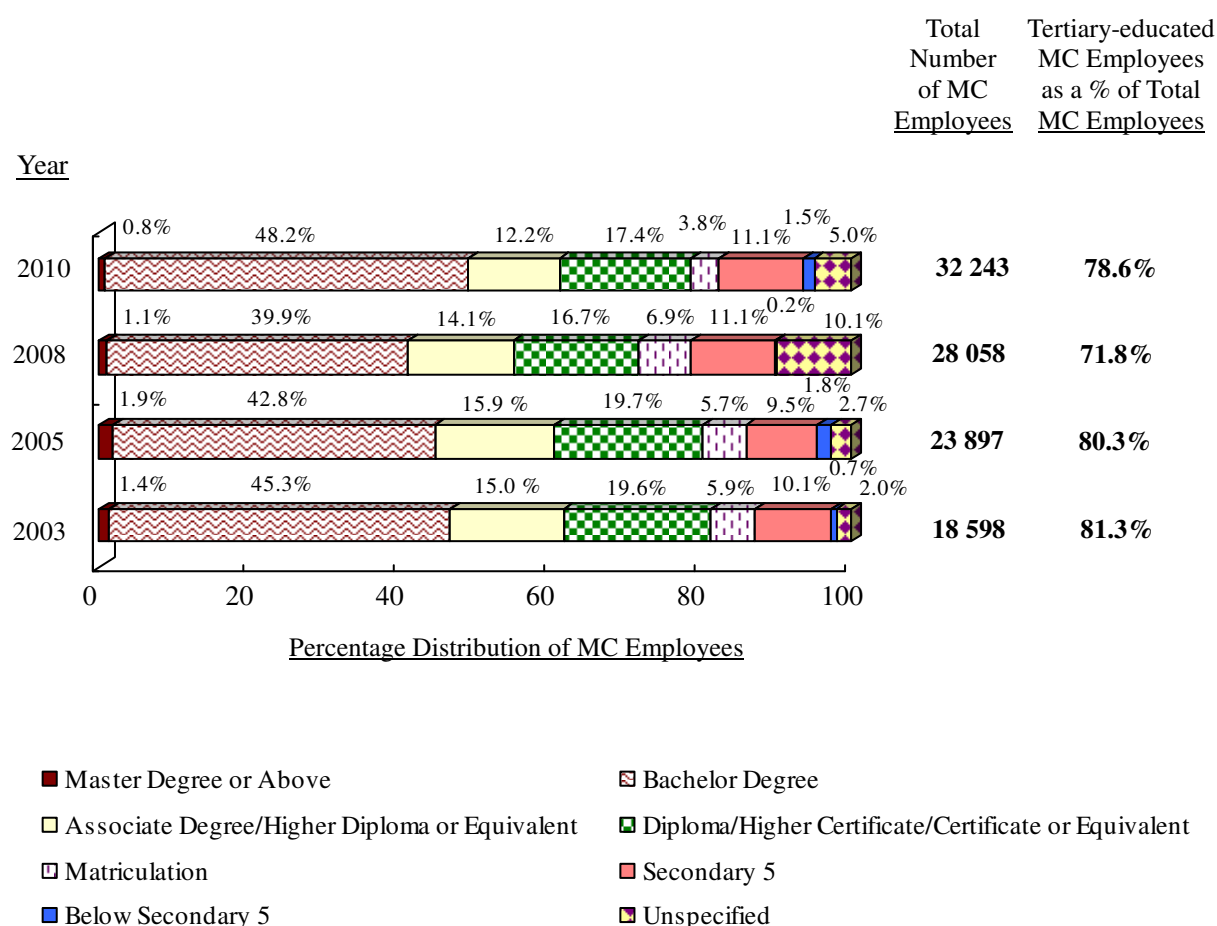 Total
Number
of MC
Employees
Tertiary-educated
MC Employees
as a % of Total
MC Employees
Year
0.8% 48.2% 12.2% 17.4% 3.8% 11.1% 1.5% 5.0%
2010 32 243 78.6%
1.1% 39.9% 14.1% 16.7% 6.9% 11.1% 0.2% 10.1%
2008 28 058 71.8%
1.9% 42.8% 15.9 % 19.7% 5.7% 9.5% 1.8% 2.7%
2005 23 897 80.3%
1.4% 45.3% 15.0 % 19.6% 5.9% 10.1% 0.7% 2.0%
2003 18 598 81.3%
0 20 40 60 80 100
Percentage Distribution of MC Employees
Master Degree or Above
Bachelor Degree
Associate Degree/Higher Diploma or Equivalent
Diploma/Higher Certificate/Certificate or Equivalent
Matriculation
Secondary 5
Below Secondary 5
Unspecified